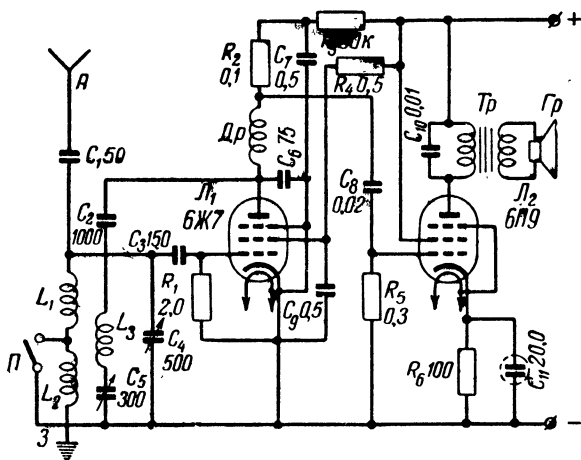 +
R₂
0,1
C₇
0,5
R₄ 0,5
A
C₁ 50
Др
C₆ 75
C₈
0,02
C₁₀ 0,01
Тр
Гр
C₂
1000
Л₁
6Ж7
Л₂
6П9
C₃ 150
L₁
R₁
2,0
L₃
C₄
500
C₉ 0,5
R₅
0,3
П
L₂
C₅
300
R₆ 100
C₁₁ 20,0
З
−